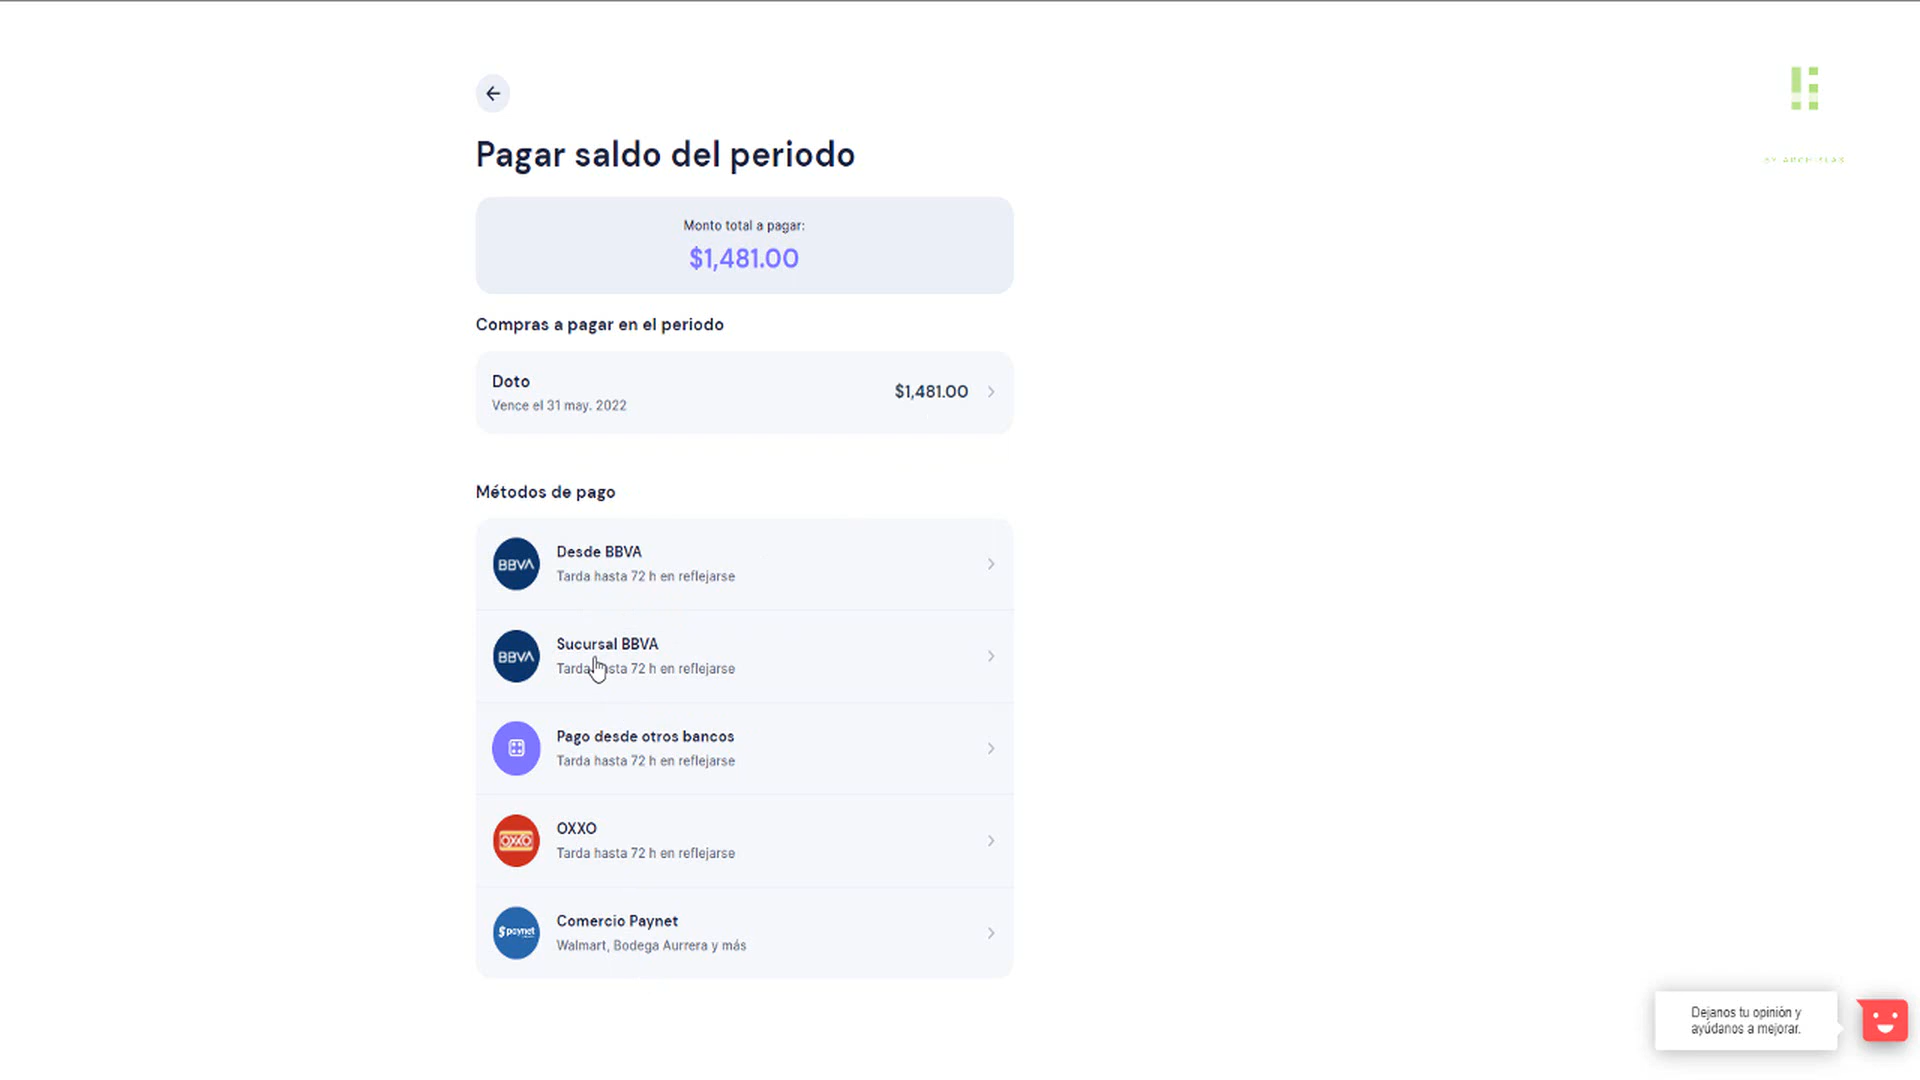 Pagar saldo del periodo
Monto total a pagar:
$1,481.00
Compras a pagar en el periodo
Doto
$1,481.00
Vence el 31 may. 2022
Métodos de pago
BBVA
Desde BBVA
Tarda hasta 72 h en reflejarse
BBVA
Sucursal BBVA
Tarda hasta 72 h en reflejarse
Pago desde otros bancos
Tarda hasta 72 h en reflejarse
OXXO
OXXO
Tarda hasta 72 h en reflejarse
paynet
Comercio Paynet
Walmart, Bodega Aurrera y más
Dejanos tu opinión y
ayúdanos a mejorar.